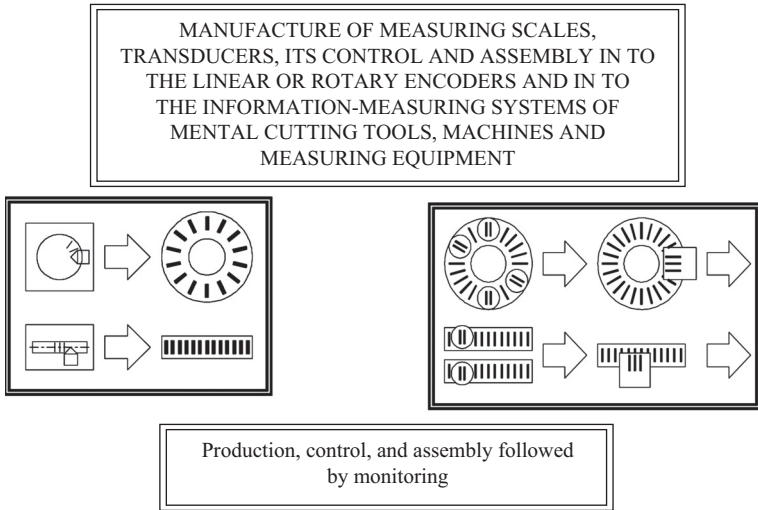 MANUFACTURE OF MEASURING SCALES,
TRANSDUCERS, ITS CONTROL AND ASSEMBLY IN TO
THE LINEAR OR ROTARY ENCODERS AND IN TO
THE INFORMATION-MEASURING SYSTEMS OF
MENTAL CUTTING TOOLS, MACHINES AND
MEASURING EQUIPMENT
Production, control, and assembly followed
by monitoring